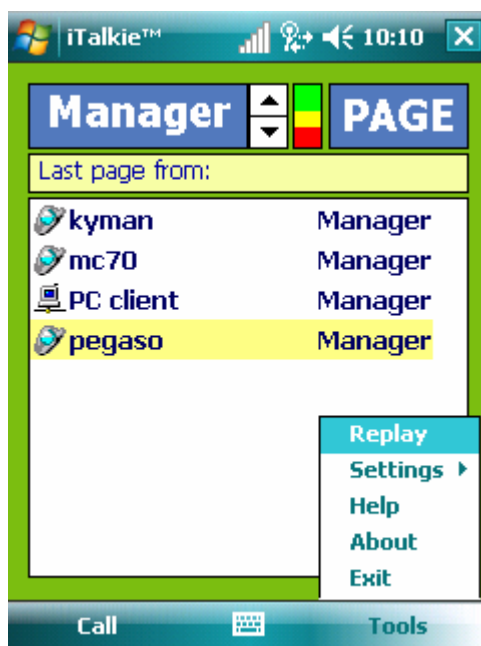 iTalkie™ 10:10
Manager PAGE
Last page from:
kyman Manager
mc70 Manager
PC client Manager
pegaso Manager
Replay
Settings
Help
About
Exit
Call Tools